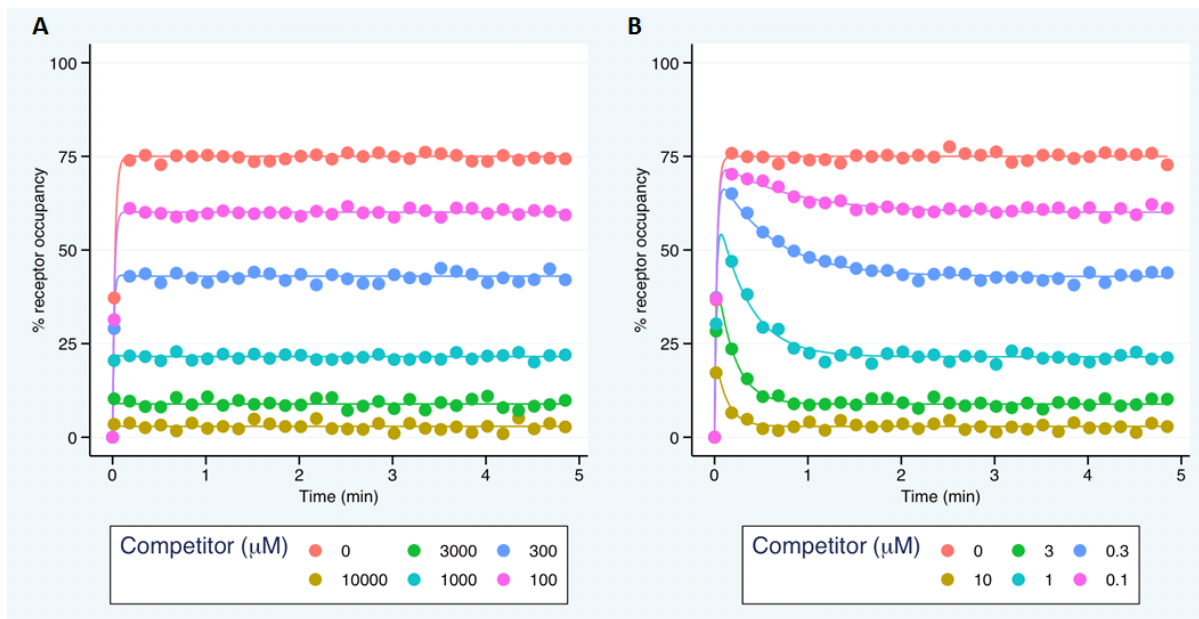 A
100
75
50
25
0
% receptor occupancy
0 1 2 3 4 5
Time (min)
Competitor (μM) 0 3000 300
10000 1000 100
B
100
75
50
25
0
% receptor occupancy
0 1 2 3 4 5
Time (min)
Competitor (μM) 0 3 0.3
10 1 0.1